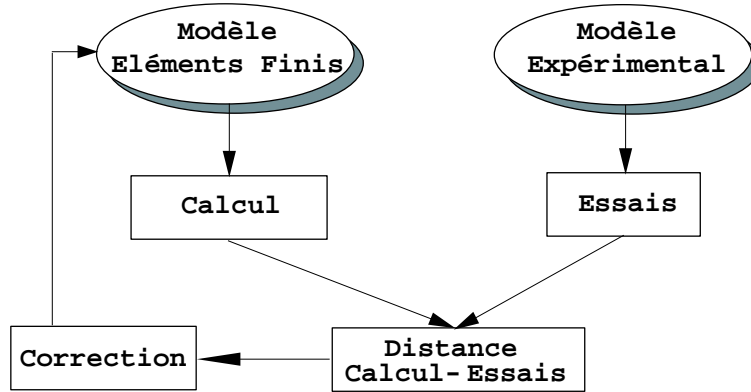 Modèle
Eléments Finis
Modèle
Expérimental
Calcul
Essais
Correction
Distance
Calcul-Essais